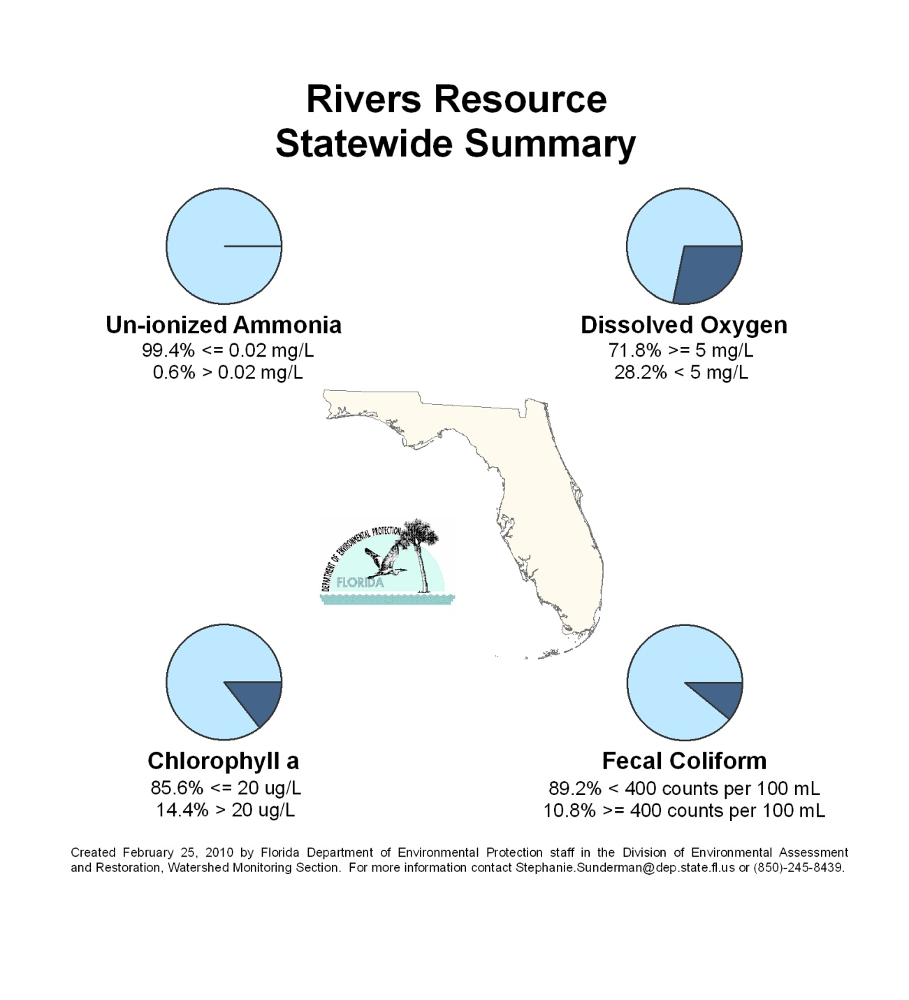 Rivers Resource
Statewide Summary
Un-ionized Ammonia
99.4% <= 0.02 mg/L
0.6% > 0.02 mg/L
Dissolved Oxygen
71.8% >= 5 mg/L
28.2% < 5 mg/L
DEPARTMENT OF ENVIRONMENTAL PROTECTION
FLORIDA
Chlorophyll a
85.6% <= 20 ug/L
14.4% > 20 ug/L
Fecal Coliform
89.2% < 400 counts per 100 mL
10.8% >= 400 counts per 100 mL
Created February 25, 2010 by Florida Department of Environmental Protection staff in the Division of Environmental Assessment
and Restoration, Watershed Monitoring Section. For more information contact Stephanie.Sunderman@dep.state.fl.us or (850)-245-8439.